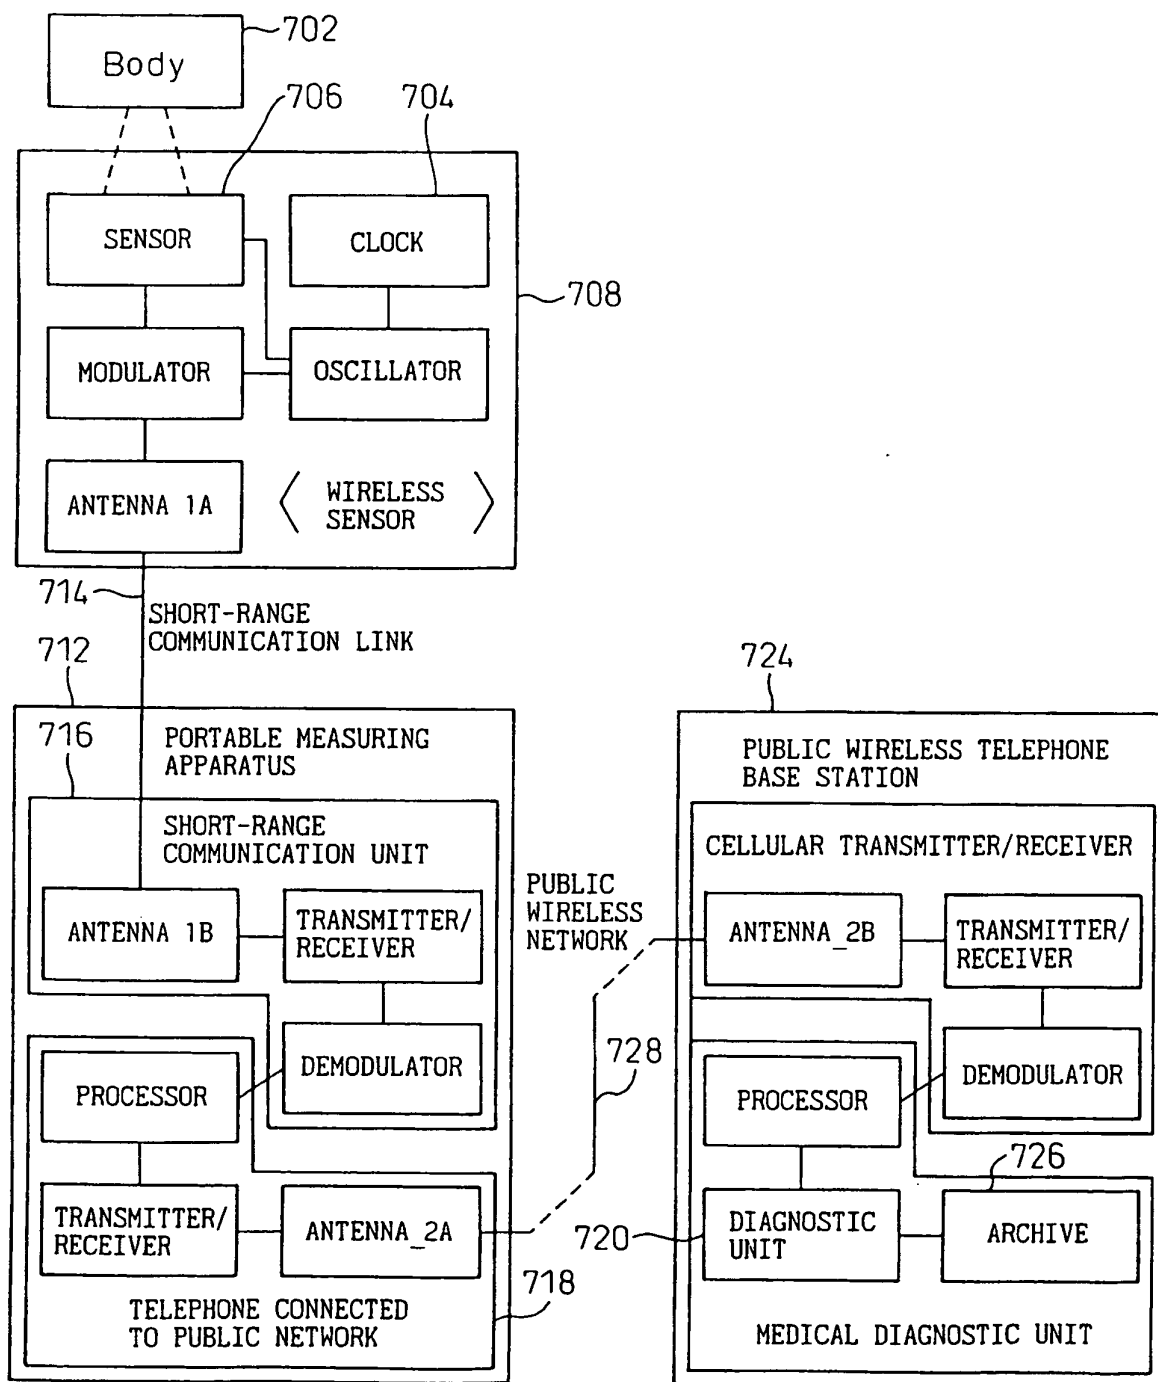 702
Body
706
704
SENSOR
CLOCK
708
MODULATOR
OSCILLATOR
ANTENNA 1A
WIRELESS
SENSOR
714
SHORT-RANGE
COMMUNICATION LINK
712
724
716
PORTABLE MEASURING
APPARATUS
PUBLIC WIRELESS TELEPHONE
BASE STATION
SHORT-RANGE
COMMUNICATION UNIT
CELLULAR TRANSMITTER/RECEIVER
ANTENNA 1B
TRANSMITTER/
RECEIVER
PUBLIC
WIRELESS
NETWORK
ANTENNA_2B
TRANSMITTER/
RECEIVER
DEMODULATOR
PROCESSOR
728
DEMODULATOR
PROCESSOR
726
TRANSMITTER/
RECEIVER
ANTENNA_2A
720
DIAGNOSTIC
UNIT
ARCHIVE
718
TELEPHONE CONNECTED
TO PUBLIC NETWORK
MEDICAL DIAGNOSTIC UNIT